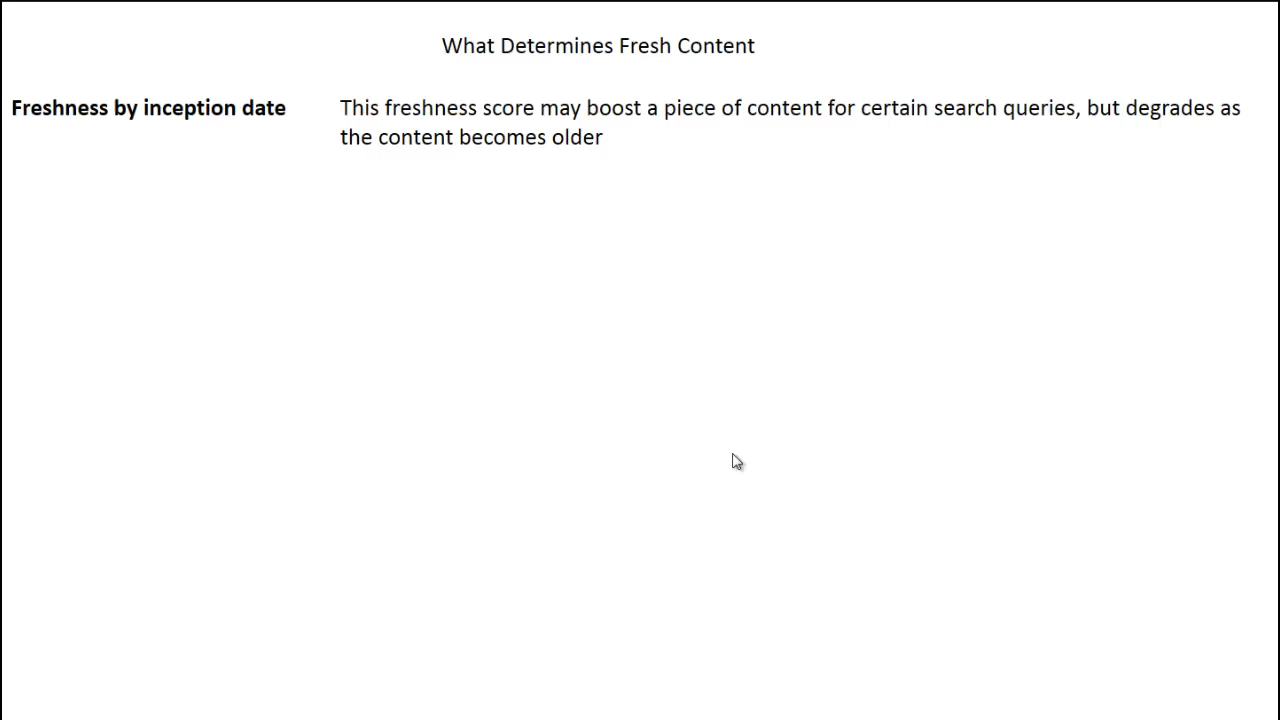 What Determines Fresh Content
Freshness by inception date This freshness score may boost a piece of content for certain search queries, but degrades as
the content becomes older